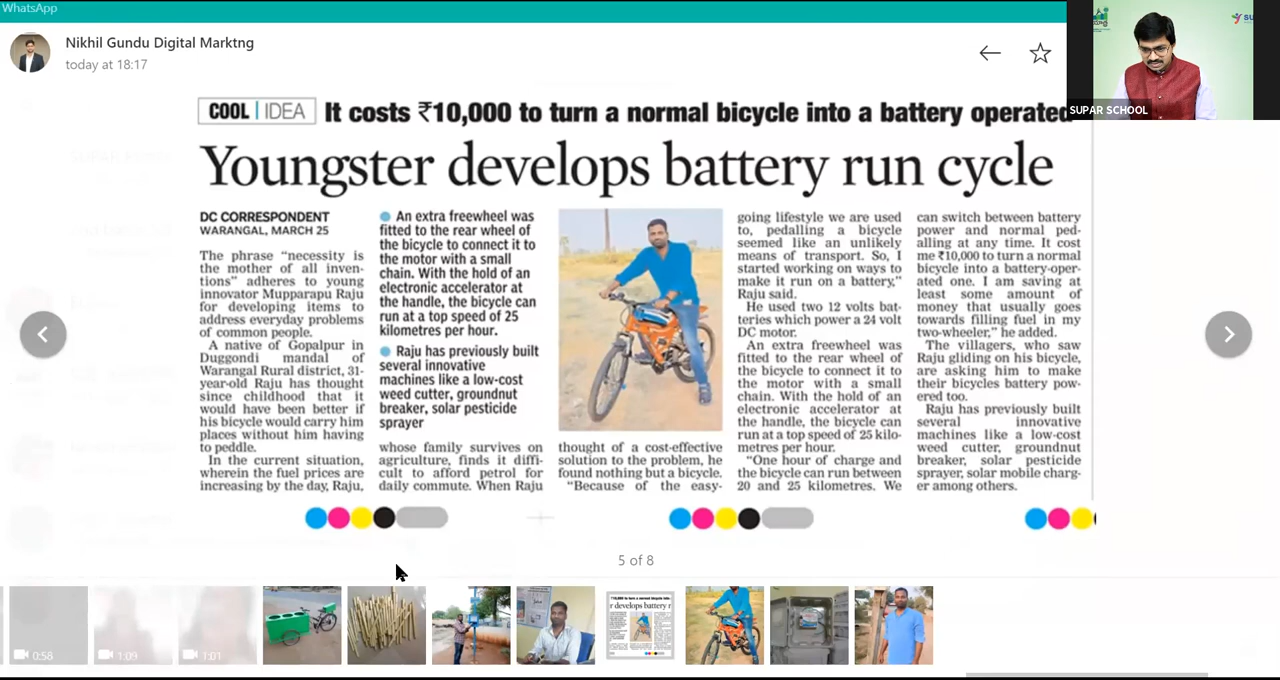 WhatsApp
Nikhil Gundu Digital Marktng
today at 18:17
SUPAR SCHOOL
COOL | IDEA It costs ₹10,000 to turn a normal bicycle into a battery operated
Youngster develops battery run cycle
DC CORRESPONDENT
WARANGAL, MARCH 25
The phrase “necessity is
the mother of all inven-
tions” adheres to young
innovator Mupparapu Raju
for developing items to
address everyday problems
of common people.
A native of Gopalpur in
Duggondi mandal of
Warangal Rural district, 31-
year-old Raju has thought
since childhood that it
would have been better if
his bicycle would carry him
places without him having
to peddle.
In the current situation,
wherein the fuel prices are
increasing by the day, Raju,
An extra freewheel was
fitted to the rear wheel of
the bicycle to connect it to
the motor with a small
chain. With the hold of an
electronic accelerator at
the handle, the bicycle can
run at a top speed of 25
kilometres per hour.
Raju has previously built
several innovative
machines like a low-cost
weed cutter, groundnut
breaker, solar pesticide
sprayer
whose family survives on
agriculture, finds it diffi-
cult to afford petrol for
daily commute. When Raju
thought of a cost-effective
solution to the problem, he
found nothing but a bicycle.
“Because of the easy-
going lifestyle we are used
to, pedalling a bicycle
seemed like an unlikely
means of transport. So, I
started working on ways to
make it run on a battery,”
Raju said.
He used two 12 volts bat-
teries which power a 24 volt
DC motor.
An extra freewheel was
fitted to the rear wheel of
the bicycle to connect it to
the motor with a small
chain. With the hold of an
electronic accelerator at
the handle, the bicycle can
run at a top speed of 25 kilo-
metres per hour.
“One hour of charge and
the bicycle can run between
20 and 25 kilometres. We
can switch between battery
power and normal ped-
alling at any time. It cost
me ₹10,000 to turn a normal
bicycle into a battery-oper-
ated one. I am saving at
least some amount of
money that usually goes
towards filling fuel in my
two-wheeler,” he added.
The villagers, who saw
Raju gliding on his bicycle,
are asking him to make
their bicycles battery pow-
ered too.
Raju has previously built
several innovative
machines like a low-cost
weed cutter, groundnut
breaker, solar pesticide
sprayer, solar mobile charg-
er among others.
5 of 8
0:58
1:09
1:01